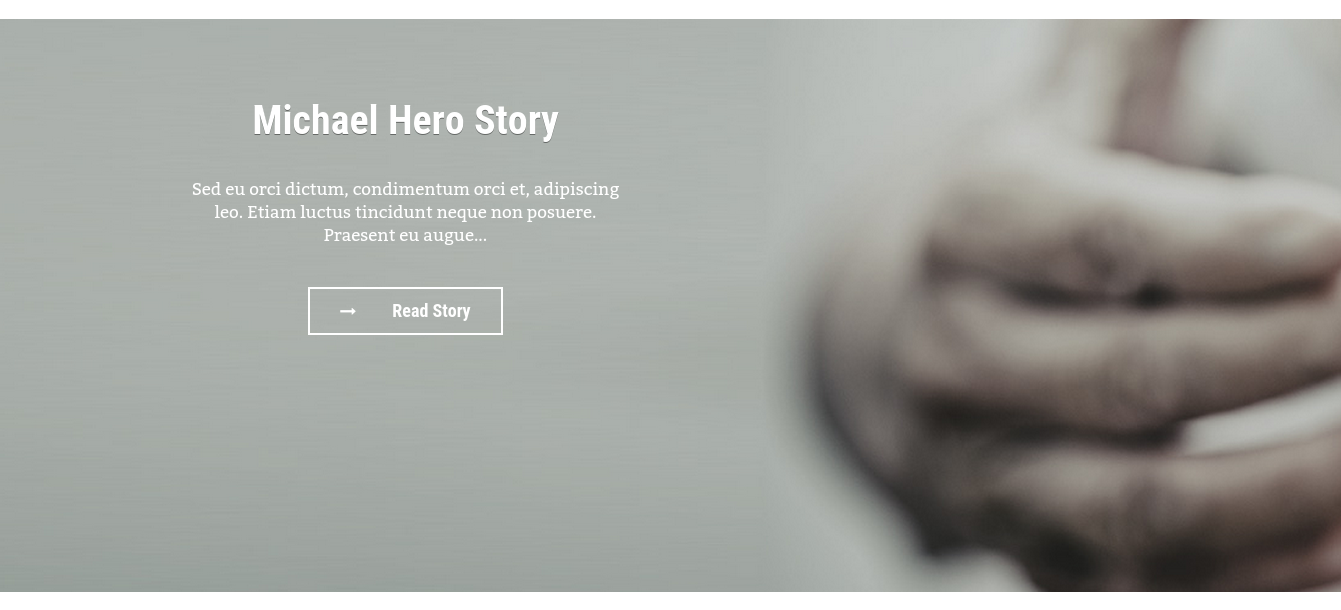 Michael Hero Story
Sed eu orci dictum, condimentum orci et, adipiscing
leo. Etiam luctus tincidunt neque non posuere.
Praesent eu augue...
→ Read Story